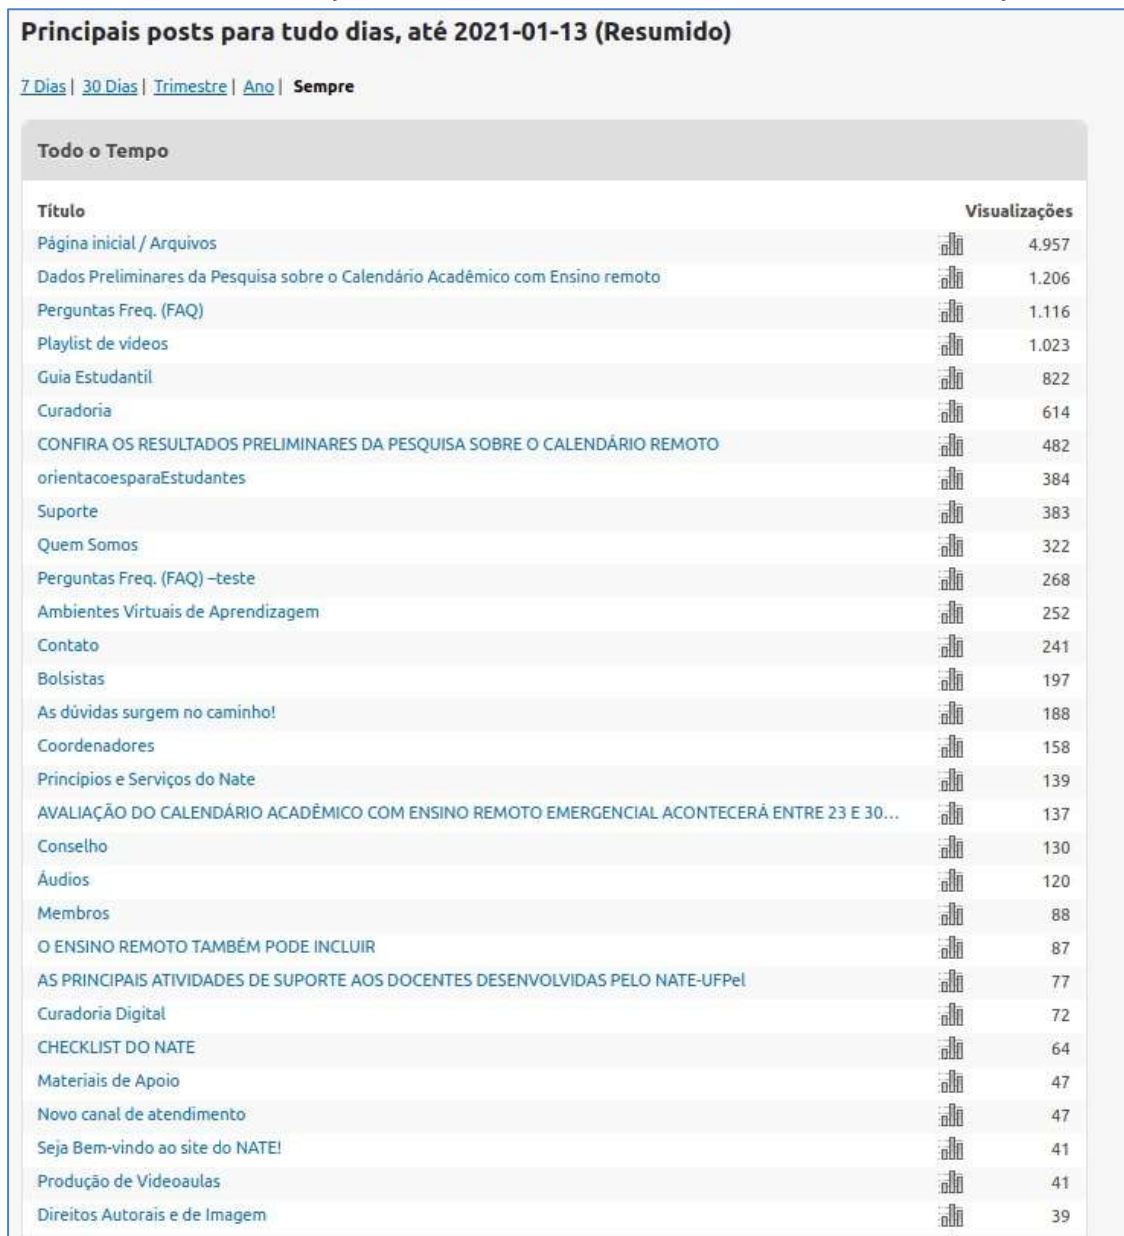 Principais posts para tudo dias, até 2021-01-13 (Resumido)
7 Dias | 30 Dias | Trimestre | Ano | Sempre
Todo o Tempo
Título Visualizações
Página inicial / Arquivos 4.957
Dados Preliminares da Pesquisa sobre o Calendário Acadêmico com Ensino remoto 1.206
Perguntas Freq. (FAQ) 1.116
Playlist de vídeos 1.023
Guia Estudantil 822
Curadoria 614
CONFIRA OS RESULTADOS PRELIMINARES DA PESQUISA SOBRE O CALENDÁRIO REMOTO 482
orientacoesparaEstudantes 384
Suporte 383
Quem Somos 322
Perguntas Freq. (FAQ) –teste 268
Ambientes Virtuais de Aprendizagem 252
Contato 241
Bolsistas 197
As dúvidas surgem no caminho! 188
Coordenadores 158
Princípios e Serviços do Nate 139
AVALIAÇÃO DO CALENDÁRIO ACADÊMICO COM ENSINO REMOTO EMERGENCIAL ACONTECERÁ ENTRE 23 E 30... 137
Conselho 130
Áudios 120
Membros 88
O ENSINO REMOTO TAMBÉM PODE INCLUIR 87
AS PRINCIPAIS ATIVIDADES DE SUPORTE AOS DOCENTES DESENVOLVIDAS PELO NATE-UFPel 77
Curadoria Digital 72
CHECKLIST DO NATE 64
Materiais de Apoio 47
Novo canal de atendimento 47
Seja Bem-vindo ao site do NATE! 41
Produção de Videoaulas 41
Direitos Autorais e de Imagem 39